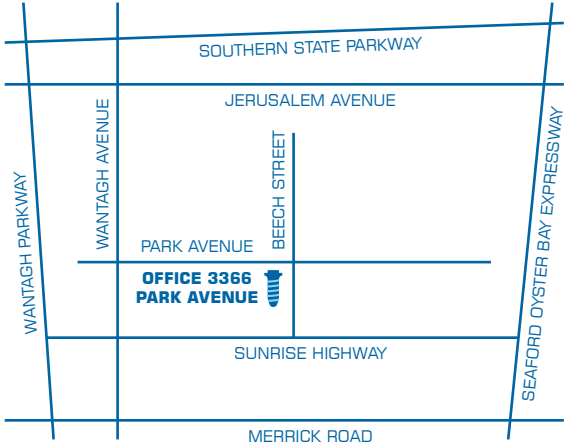 SOUTHERN STATE PARKWAY
JERUSALEM AVENUE
WANTAGH AVENUE
BEECH STREET
WANTAGH PARKWAY
SEAFORD OYSTER BAY EXPRESSWAY
PARK AVENUE
OFFICE 3366
PARK AVENUE
SUNRISE HIGHWAY
MERRICK ROAD